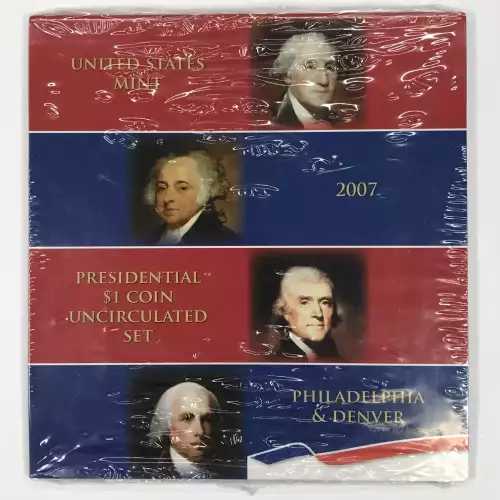 UNITED STATES
MINT
2007
PRESIDENTIAL
$1 COIN
UNCIRCULATED
SET
PHILADELPHIA
& DENVER